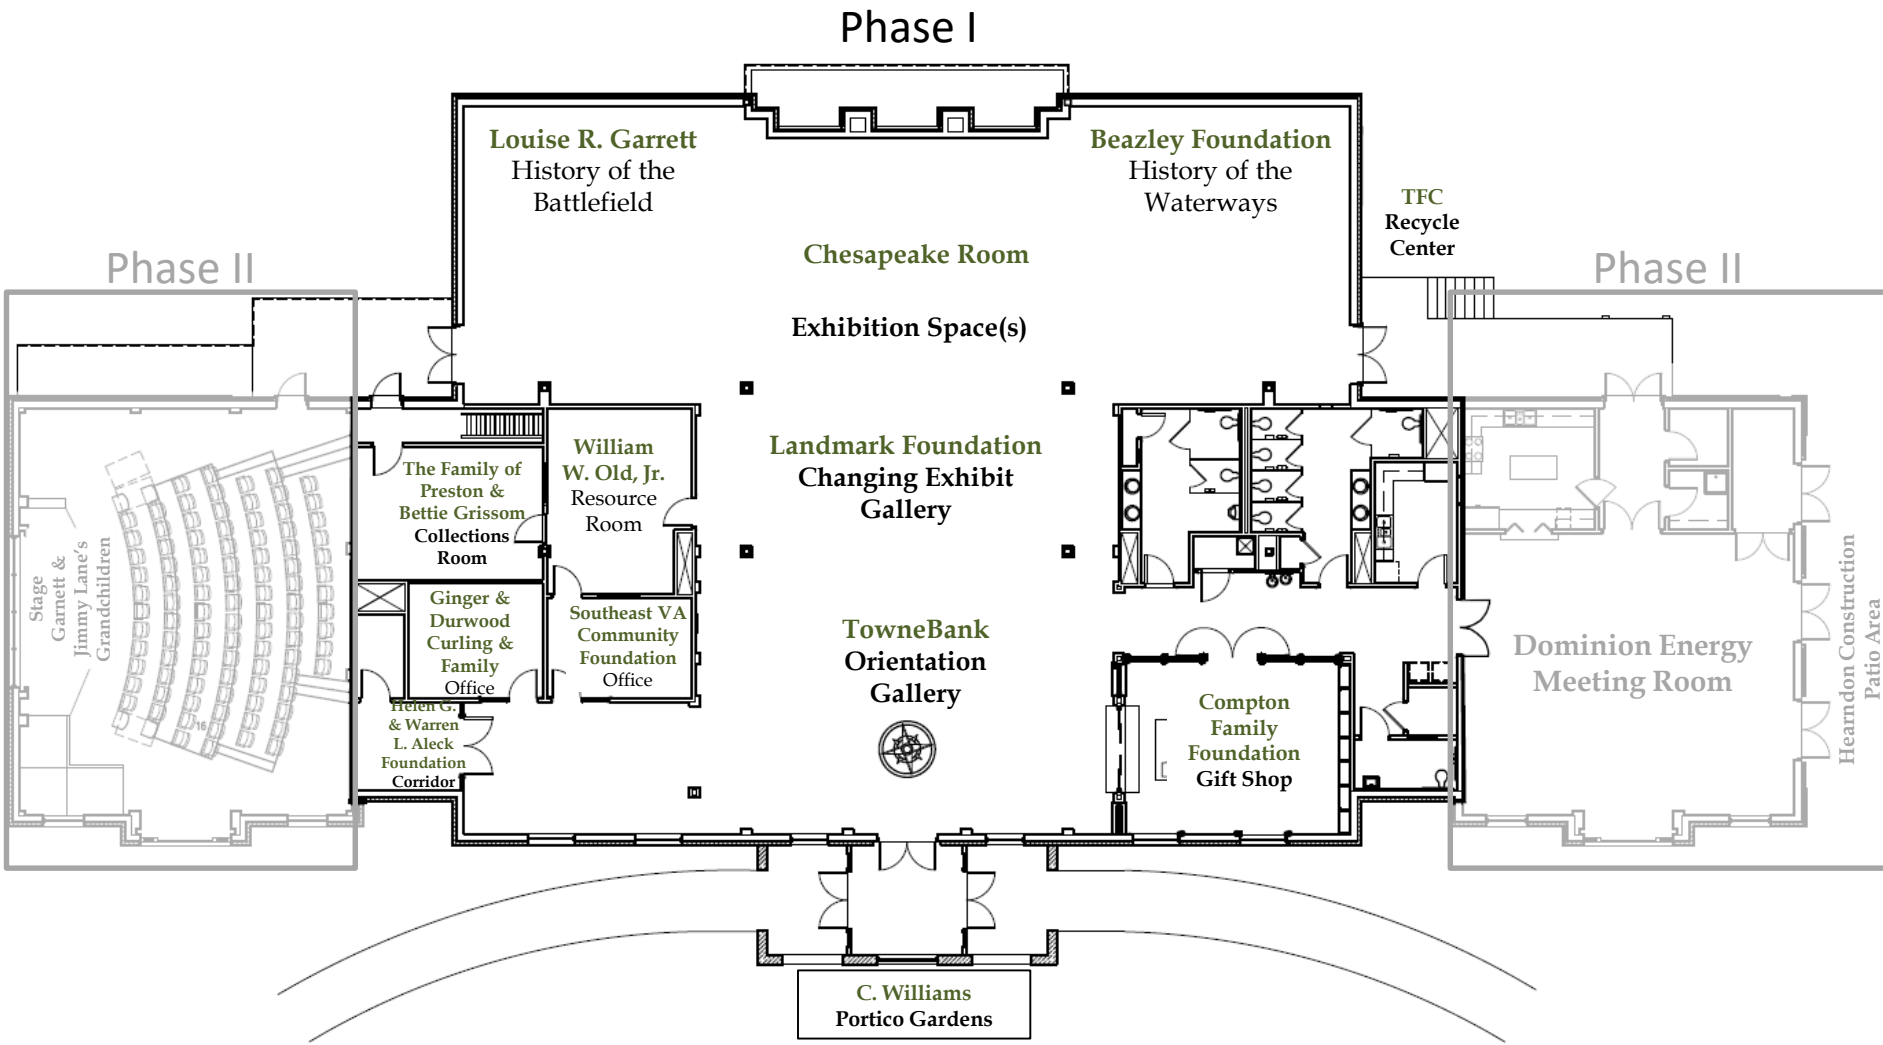 Phase I
Louise R. Garrett
History of the
Battlefield
Beazley Foundation
History of the
Waterways
TFC
Recycle
Center
Chesapeake Room
Exhibition Space(s)
Phase II
Phase II
Stage
Garnett &
Jimmy Lane's
Grandchildren
16
The Family of
Preston &
Bettie Grissom
Collections
Room
William
W. Old, Jr.
Resource
Room
Landmark Foundation
Changing Exhibit
Gallery
Ginger &
Durwood
Curling &
Family
Office
Southeast VA
Community
Foundation
Office
TowneBank
Orientation
Gallery
Helen G.
& Warren
L. Aleck
Foundation
Corridor
Compton
Family
Foundation
Gift Shop
Dominion Energy
Meeting Room
Hearndon Construction
Patio Area
C. Williams
Portico Gardens